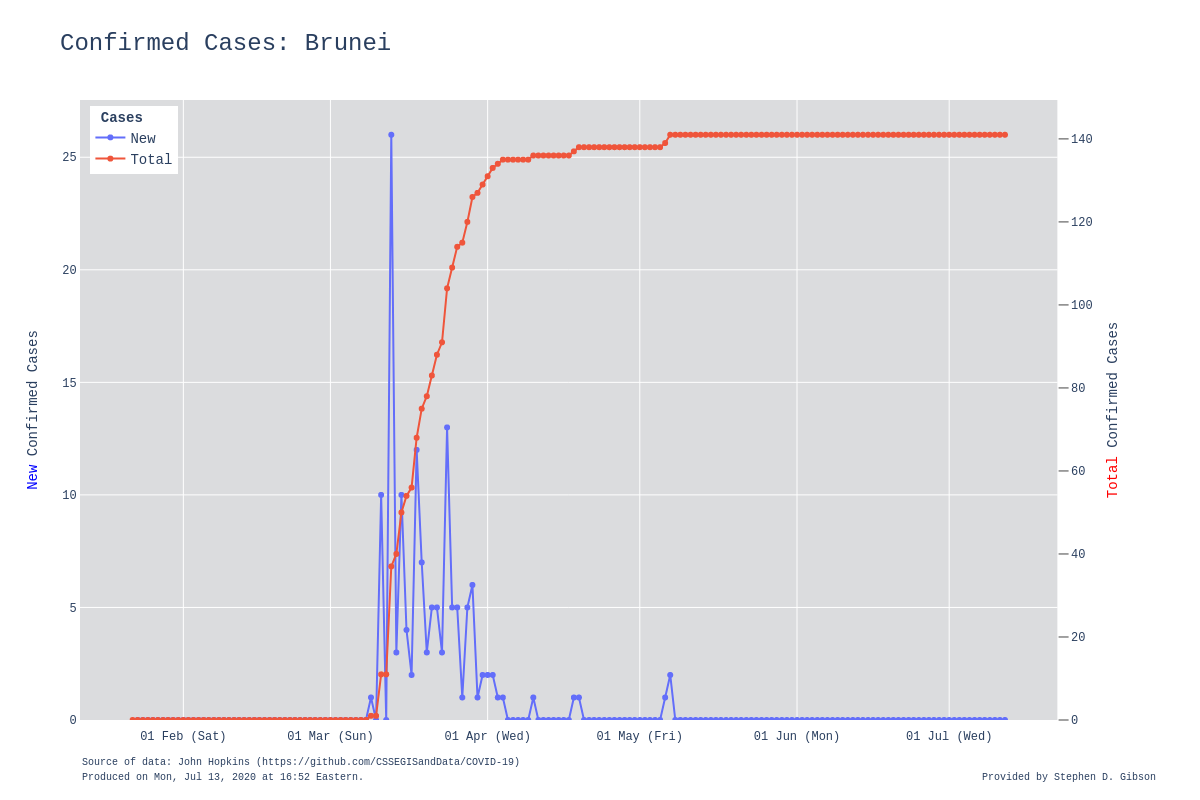 Confirmed Cases: Brunei
Cases
New
Total
25
20
15
10
5
0
140
120
100
80
60
40
20
0
New Confirmed Cases
Total Confirmed Cases
01 Feb (Sat)
01 Mar (Sun)
01 Apr (Wed)
01 May (Fri)
01 Jun (Mon)
01 Jul (Wed)
Source of data: John Hopkins (https://github.com/CSSEGISandData/COVID-19)
Produced on Mon, Jul 13, 2020 at 16:52 Eastern.
Provided by Stephen D. Gibson